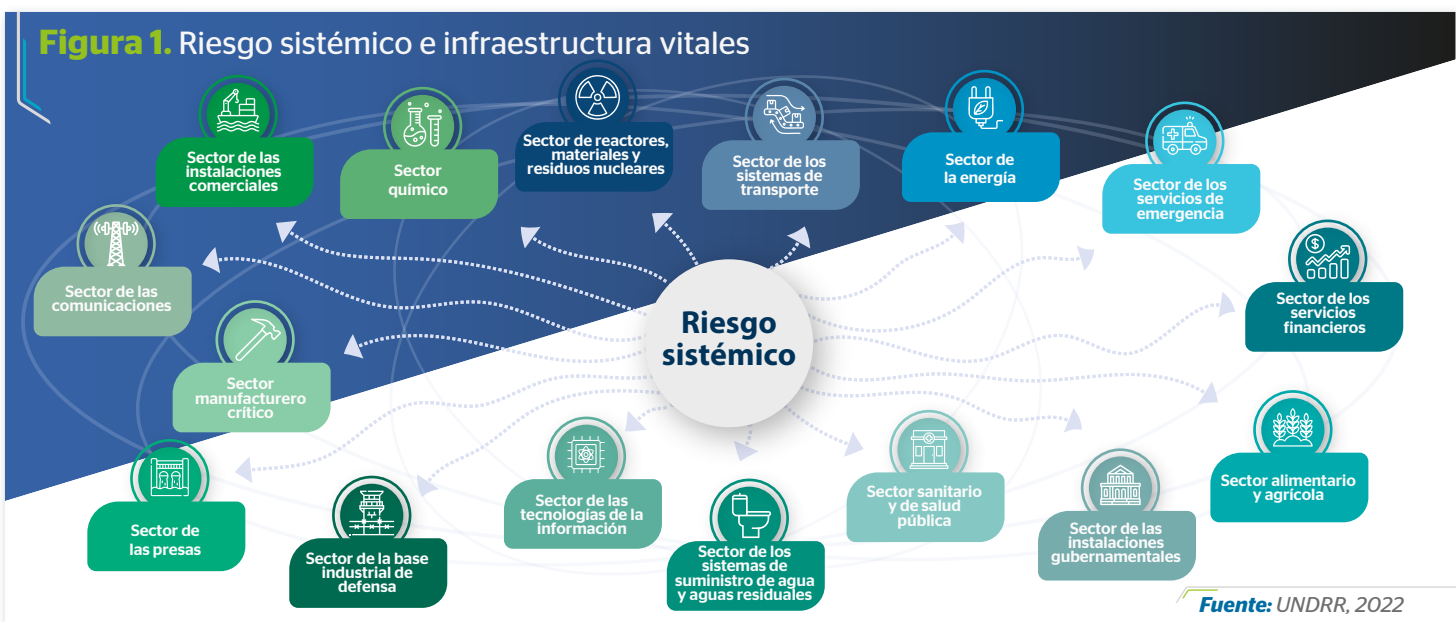 Figura 1. Riesgo sistémico e infraestructura vitales
Sector de las
instalaciones
comerciales
Sector
químico
Sector de reactores,
materiales y
residuos nucleares
Sector de los
sistemas de
transporte
Sector de
la energía
Sector de los
servicios de
emergencia
Sector de las
comunicaciones
$
Sector de los
servicios
financieros
Riesgo
sistémico
Sector
manufacturero
crítico
Sector alimentario
y agrícola
Sector de
las presas
Sector de la base
industrial de
defensa
Sector de las
tecnologías de la
información
Sector de los
sistemas de
suministro de agua
y aguas residuales
Sector sanitario
y de salud
pública
Sector de las
instalaciones
gubernamentales
Fuente: UNDRR, 2022